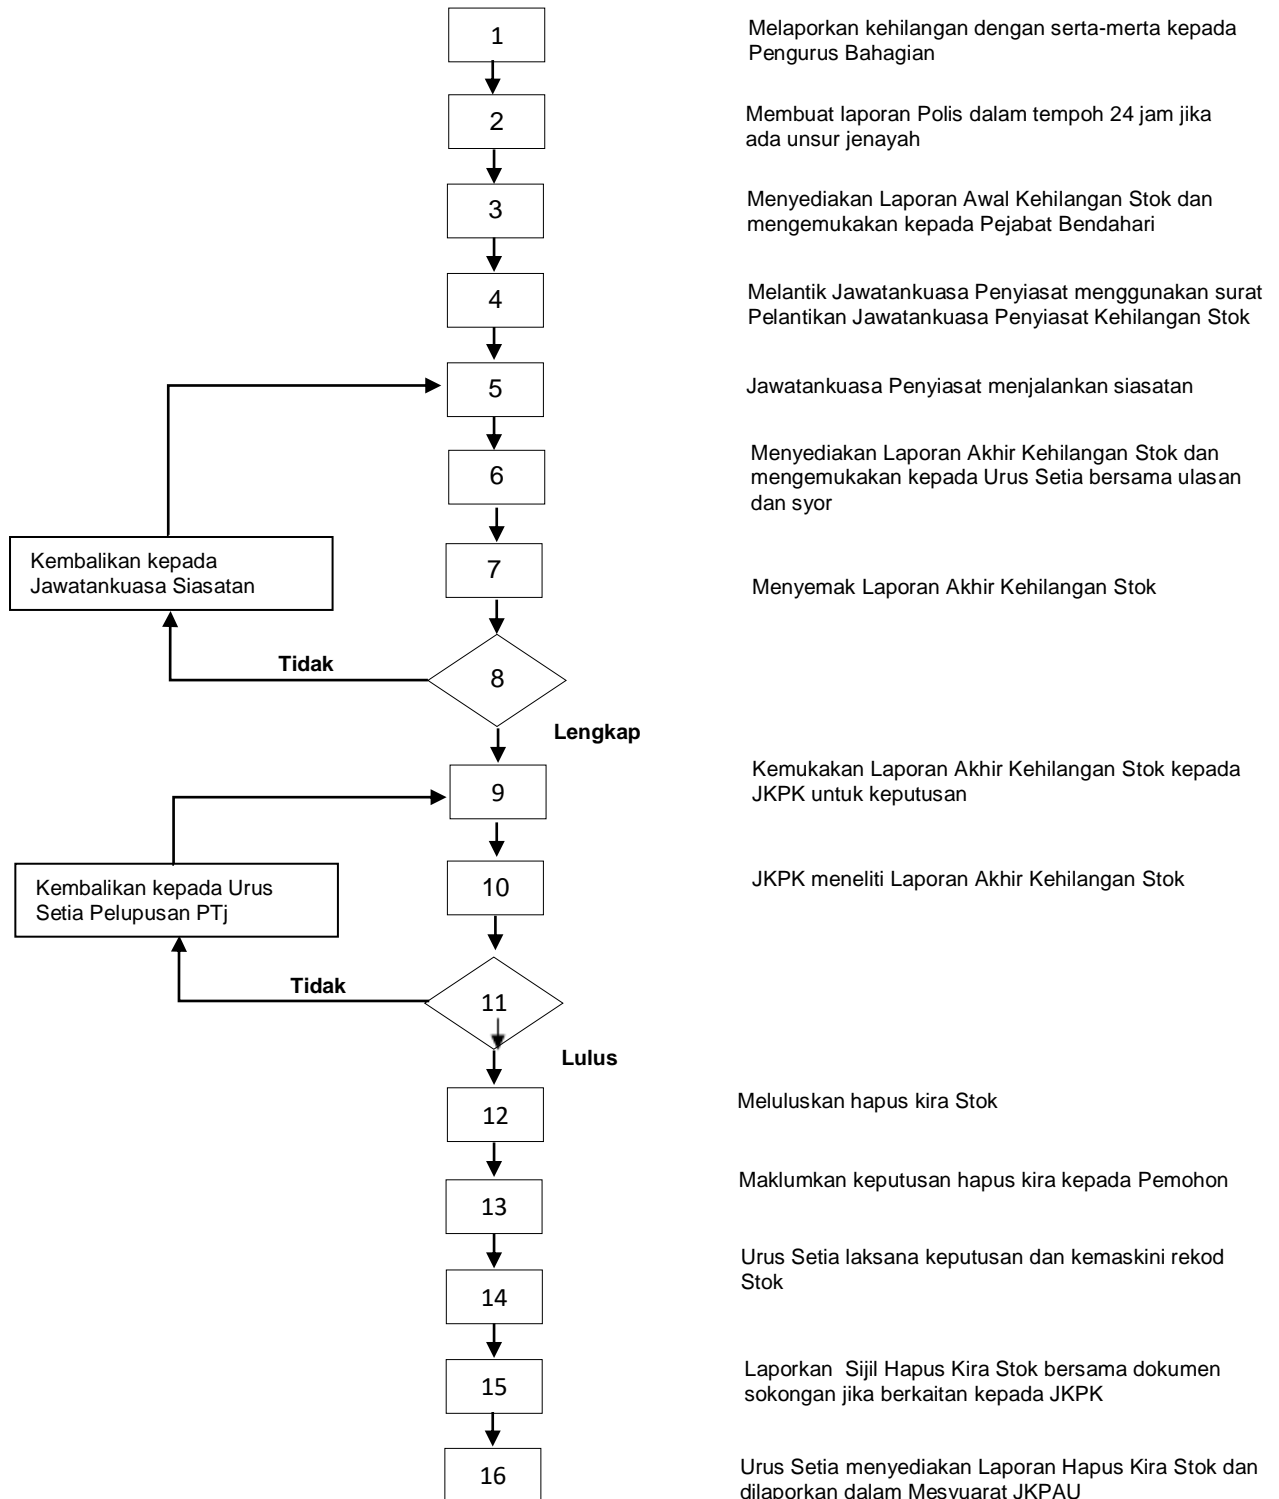 1
Melaporkan kehilangan dengan serta-merta kepada
Pengurus Bahagian
2
Membuat laporan Polis dalam tempoh 24 jam jika
ada unsur jenayah
3
Menyediakan Laporan Awal Kehilangan Stok dan
mengemukakan kepada Pejabat Bendahari
4
Melantik Jawatankuasa Penyiasat menggunakan surat
Pelantikan Jawatankuasa Penyiasat Kehilangan Stok
5
Jawatankuasa Penyiasat menjalankan siasatan
6
Menyediakan Laporan Akhir Kehilangan Stok dan
mengemukakan kepada Urus Setia bersama ulasan
dan syor
Kembalikan kepada
Jawatankuasa Siasatan
7
Menyemak Laporan Akhir Kehilangan Stok
Tidak
8
Lengkap
9
Kemukakan Laporan Akhir Kehilangan Stok kepada
JKPK untuk keputusan
Kembalikan kepada Urus
Setia Pelupusan PTj
10
JKPK meneliti Laporan Akhir Kehilangan Stok
Tidak
11
Lulus
12
Meluluskan hapus kira Stok
13
Maklumkan keputusan hapus kira kepada Pemohon
14
Urus Setia laksana keputusan dan kemaskini rekod
Stok
15
Laporkan Sijil Hapus Kira Stok bersama dokumen
sokongan jika berkaitan kepada JKPK
16
Urus Setia menyediakan Laporan Hapus Kira Stok dan
dilaporkan dalam Mesyuarat JKPAU